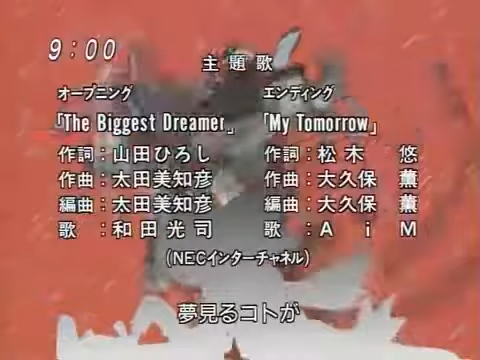 9:00
主題歌
オープニング エンディング
「The Biggest Dreamer」 「My Tomorrow」
作詞：山田ひろし 作詞：松木 悠
作曲：太田美知彦 作曲：大久保 薫
編曲：太田美知彦 編曲：大久保 薫
歌 ：和田光司 歌 ：AiM
(NECインターチャネル)
夢見るコトが